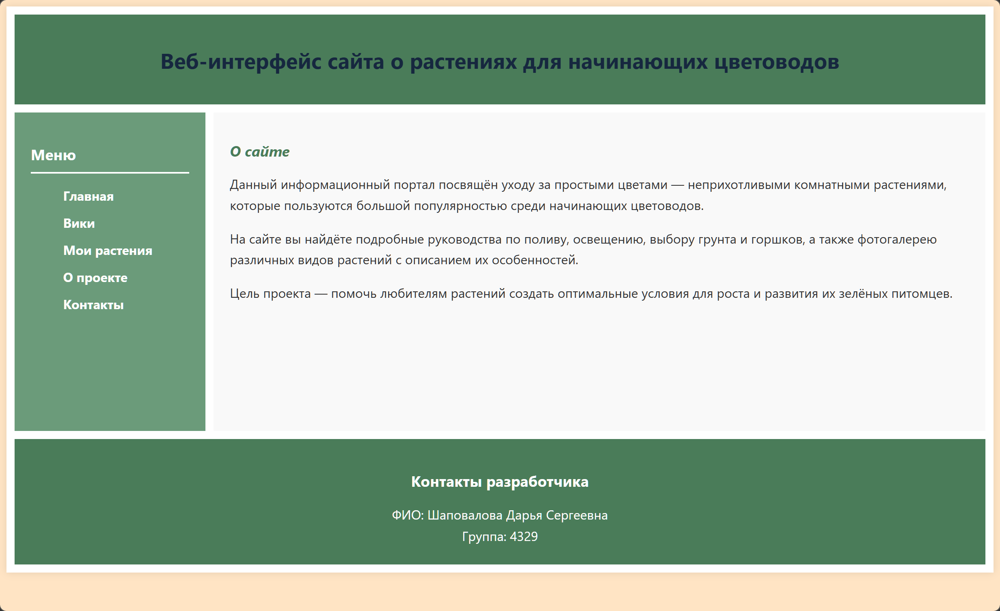 Веб-интерфейс сайта о растениях для начинающих цветоводов
Меню
Главная
Вики
Мои растения
О проекте
Контакты
О сайте
Данный информационный портал посвящён уходу за простыми цветами — неприхотливыми комнатными растениями,
которые пользуются большой популярностью среди начинающих цветоводов.
На сайте вы найдёте подробные руководства по поливу, освещению, выбору грунта и горшков, а также фотогалерею
различных видов растений с описанием их особенностей.
Цель проекта — помочь любителям растений создать оптимальные условия для роста и развития их зелёных питомцев.
Контакты разработчика
ФИО: Шаповалова Дарья Сергеевна
Группа: 4329